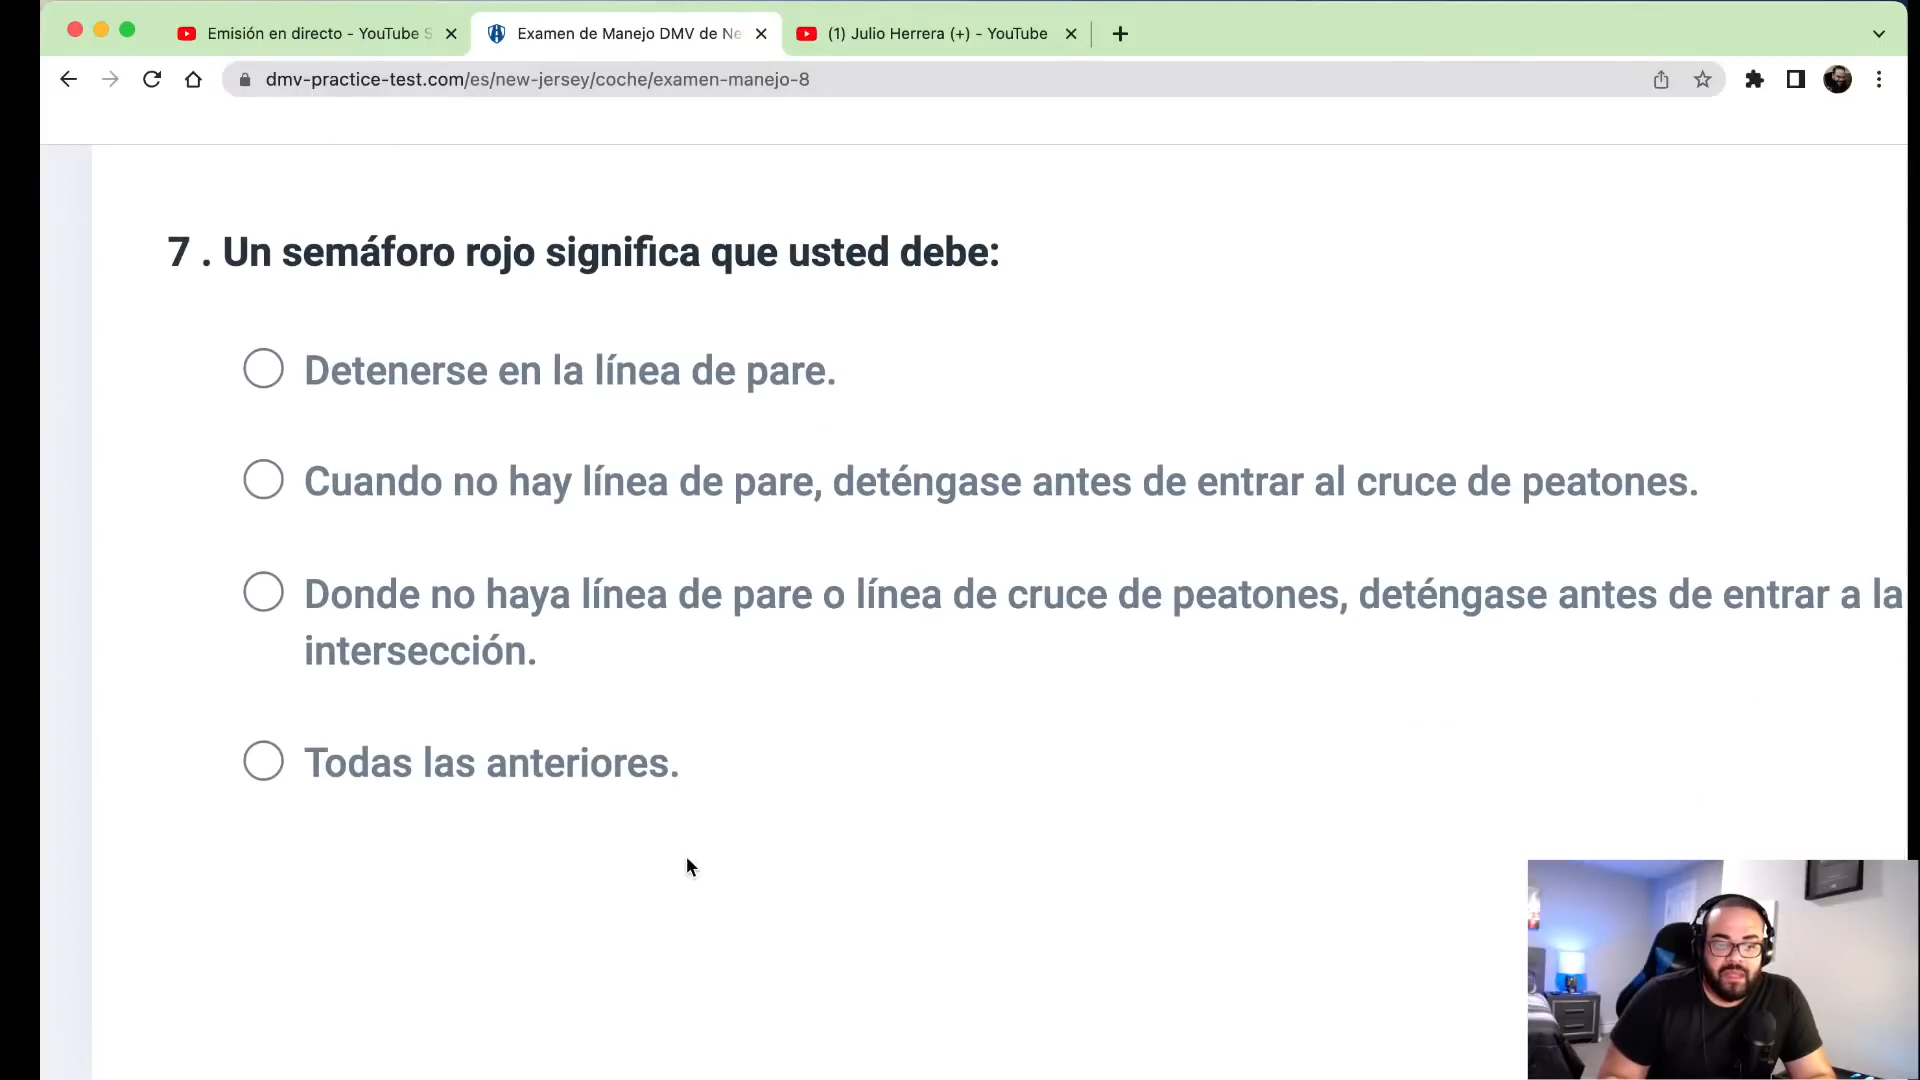 Emisión en directo - YouTube S
Examen de Manejo DMV de Ne
(1) Julio Herrera (+) - YouTube
dmv-practice-test.com/es/new-jersey/coche/examen-manejo-8
7 . Un semáforo rojo significa que usted debe:
Detenerse en la línea de pare.
Cuando no hay línea de pare, deténgase antes de entrar al cruce de peatones.
Donde no haya línea de pare o línea de cruce de peatones, deténgase antes de entrar a la
intersección.
Todas las anteriores.